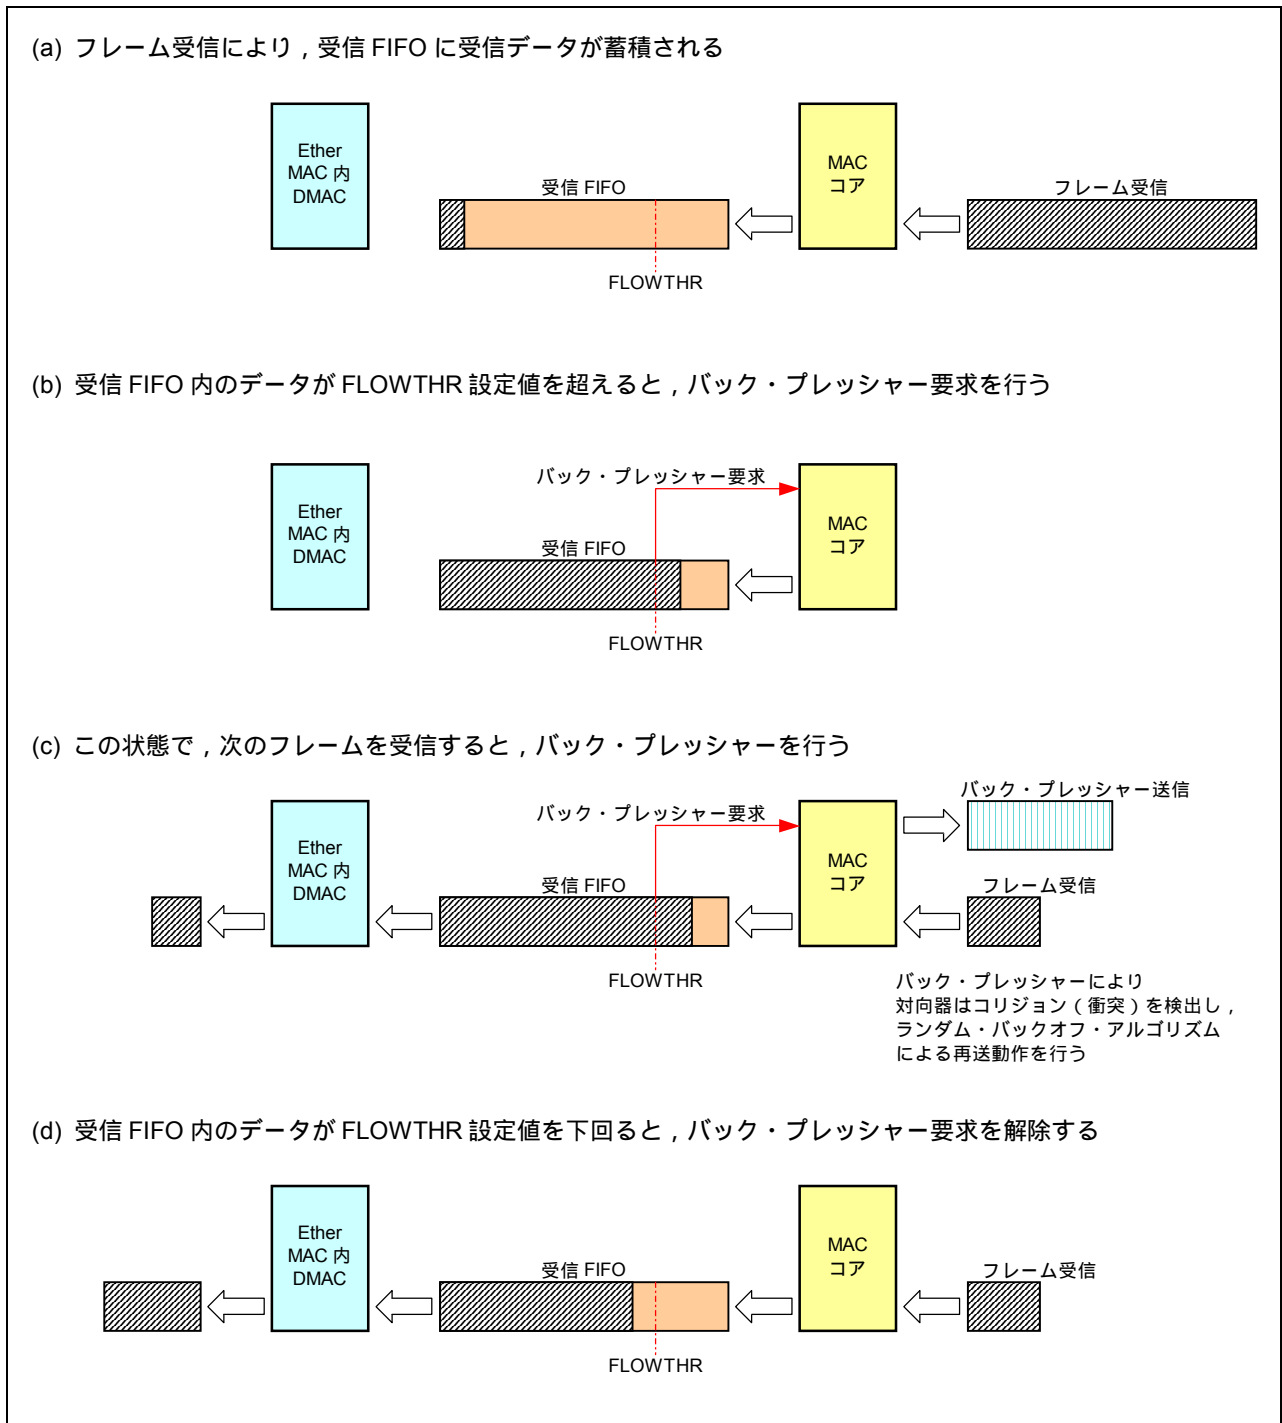 (a) フレーム受信により，受信 FIFO に受信データが蓄積される
Ether
MAC 内
DMAC
受信 FIFO
MAC
コア
フレーム受信
FLOWTHR
(b) 受信 FIFO 内のデータが FLOWTHR 設定値を超えると，バック・プレッシャー要求を行う
バック・プレッシャー要求
Ether
MAC 内
DMAC
受信 FIFO
MAC
コア
FLOWTHR
(c) この状態で，次のフレームを受信すると，バック・プレッシャーを行う
バック・プレッシャー送信
バック・プレッシャー要求
Ether
MAC 内
DMAC
受信 FIFO
MAC
コア
フレーム受信
FLOWTHR
バック・プレッシャーにより
対向器はコリジョン（衝突）を検出し，
ランダム・バックオフ・アルゴリズム
による再送動作を行う
(d) 受信 FIFO 内のデータが FLOWTHR 設定値を下回ると，バック・プレッシャー要求を解除する
Ether
MAC 内
DMAC
受信 FIFO
MAC
コア
フレーム受信
FLOWTHR